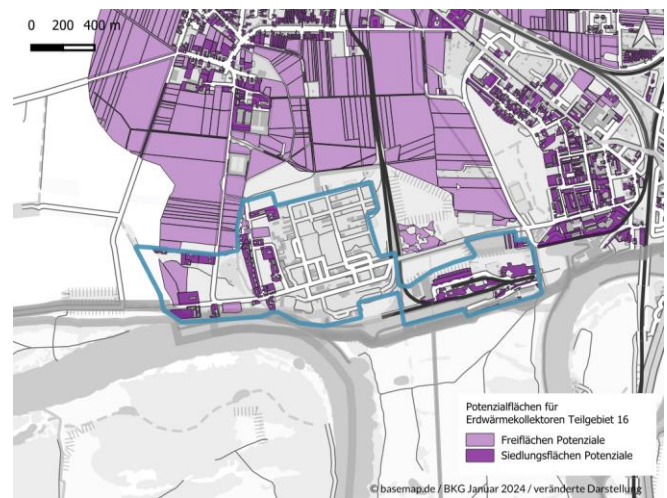 0 200 400 m
Potenzialflächen für
Erdwärmekollektoren Teilgebiet 16
Freiflächen Potenziale
Siedlungsflächen Potenziale
© basemap.de / BKG Januar 2024 / veränderte Darstellung